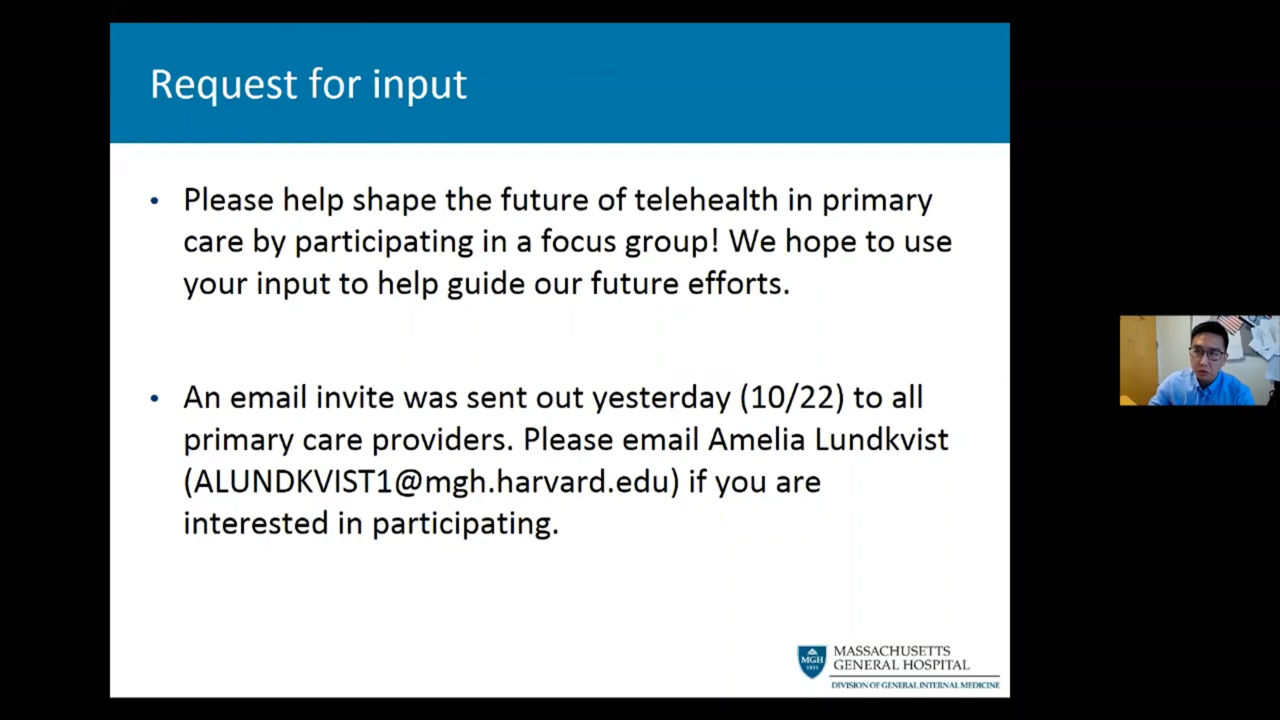 Request for input
• Please help shape the future of telehealth in primary
care by participating in a focus group! We hope to use
your input to help guide our future efforts.
• An email invite was sent out yesterday (10/22) to all
primary care providers. Please email Amelia Lundkvist
(ALUNDKVIST1@mgh.harvard.edu) if you are
interested in participating.
MGH
1811
MASSACHUSETTS
GENERAL HOSPITAL
DIVISION OF GENERAL INTERNAL MEDICINE